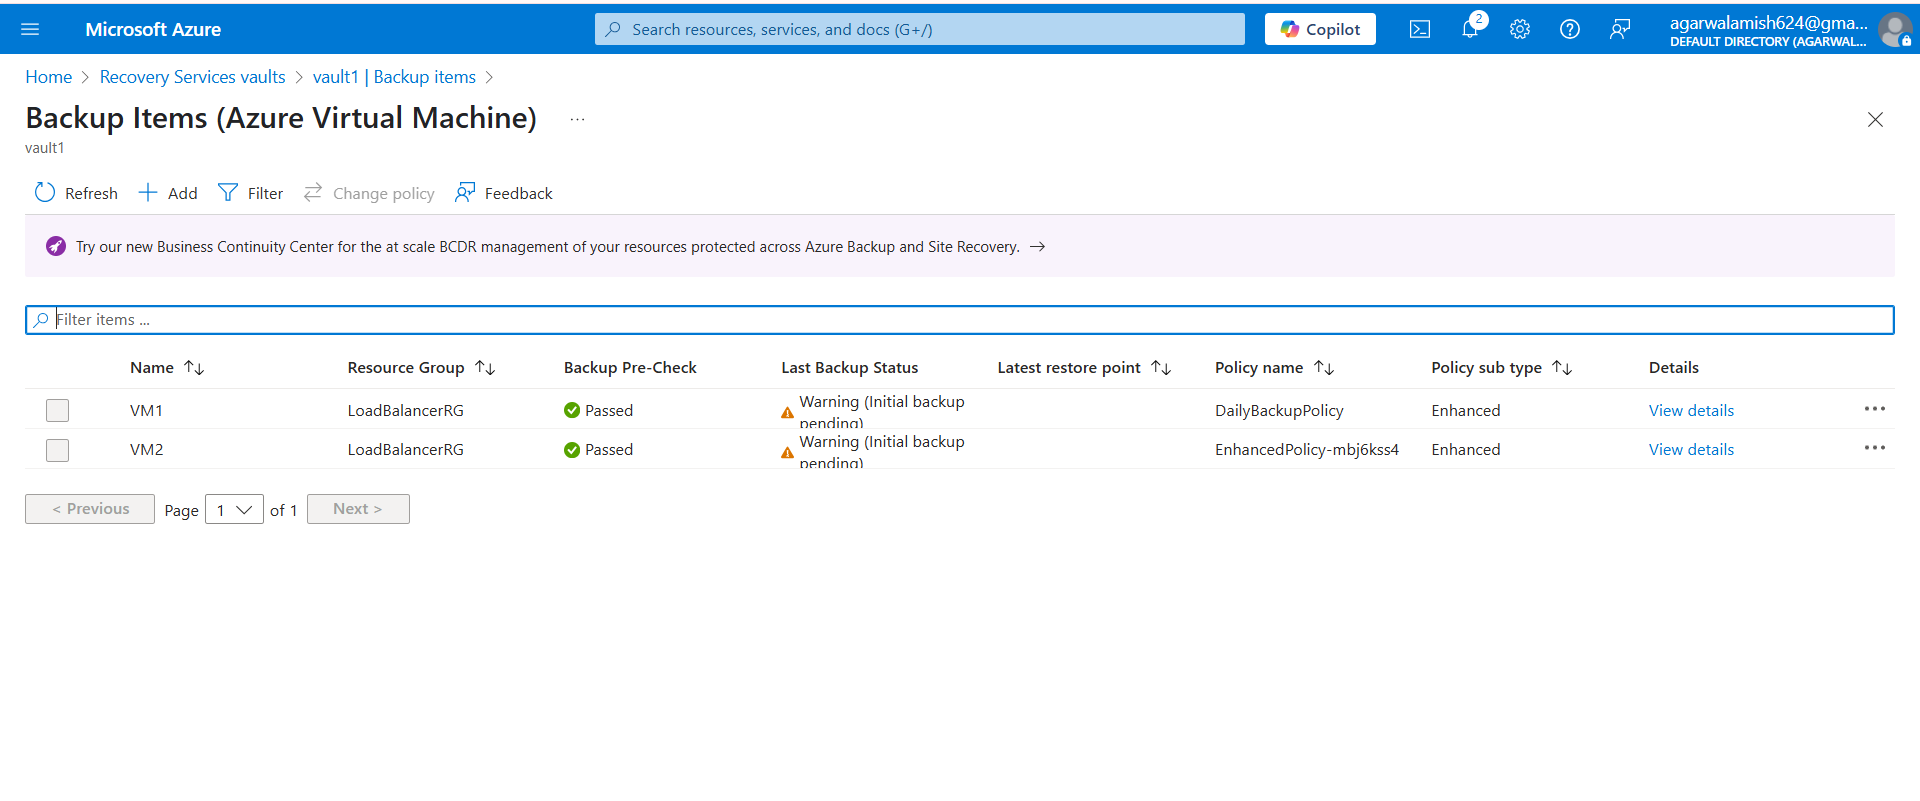 Microsoft Azure
Search resources, services, and docs (G+/)
Copilot
2
agarwalamish624@gma...
DEFAULT DIRECTORY (AGARWAL...
Home > Recovery Services vaults > vault1 | Backup items >
Backup Items (Azure Virtual Machine) ...
vault1
Refresh Add Filter Change policy Feedback
Try our new Business Continuity Center for the at scale BCDR management of your resources protected across Azure Backup and Site Recovery. →
Filter items ...
Name ↑↓ Resource Group ↑↓ Backup Pre-Check Last Backup Status Latest restore point ↑↓ Policy name ↑↓ Policy sub type ↑↓ Details
VM1 LoadBalancerRG Passed Warning (Initial backup pending) DailyBackupPolicy Enhanced View details ...
VM2 LoadBalancerRG Passed Warning (Initial backup pending) EnhancedPolicy-mbj6kss4 Enhanced View details ...
< Previous Page 1 of 1 Next >